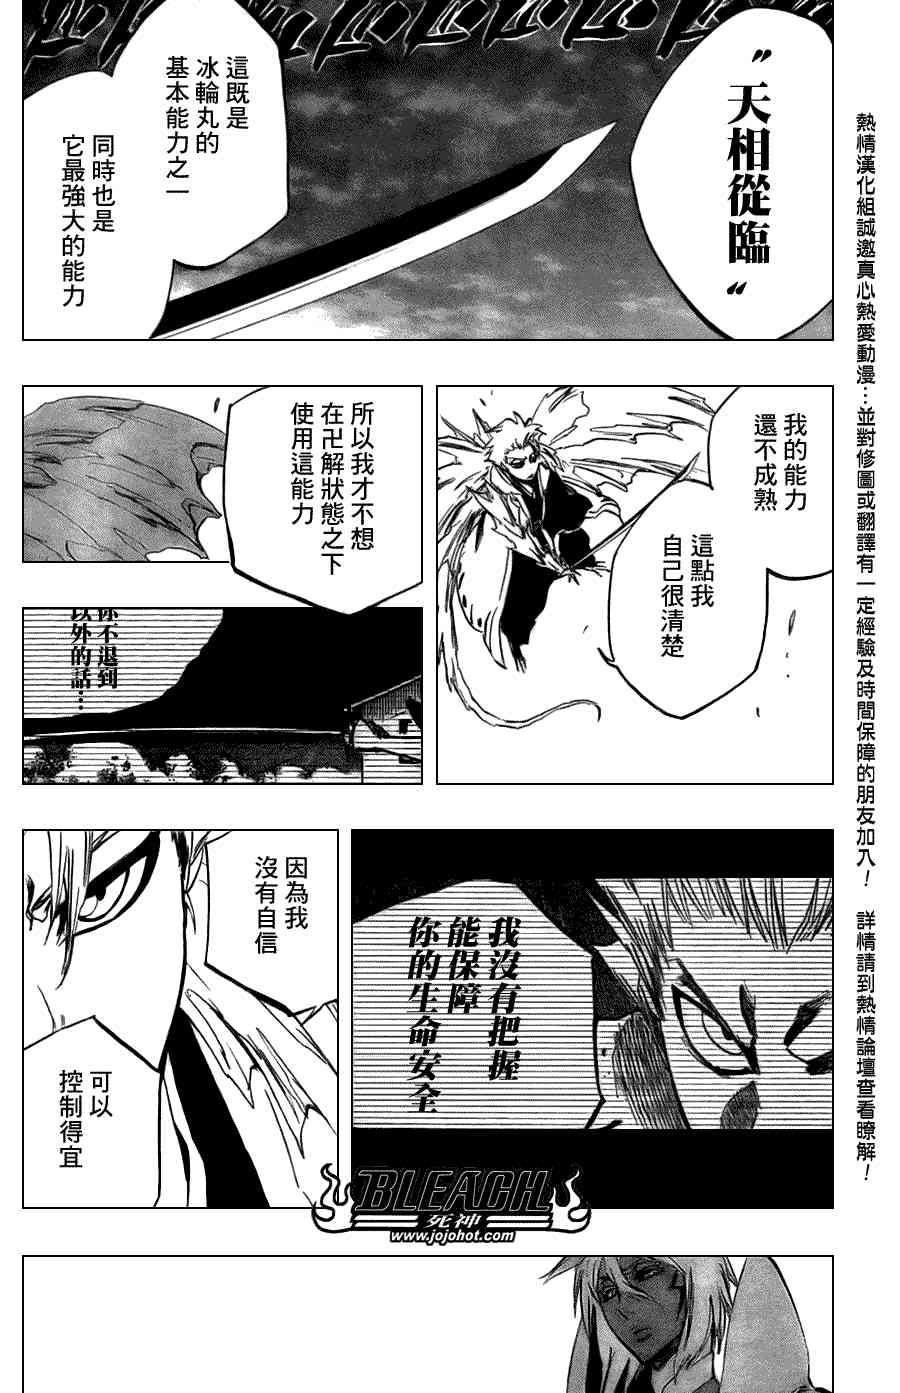 "天相從臨"
這既是
冰輪丸的
基本能力之一
同時也是
它最強大的能力
我的能力
還不成熟
這點我
自己很清楚
所以我才不想
在卍解狀態之下
使用這能力
你不退到
以外的話…
我沒有把握
能保障
你的生命安全
因為我
沒有自信
可以
控制得宜
BLEACH
死神
www.jojohot.com
熱情漢化組誠邀真心熱愛動漫…並對修圖或翻譯有一定經驗及時間保障的朋友加入！ 詳情請到熱情論壇查看瞭解！